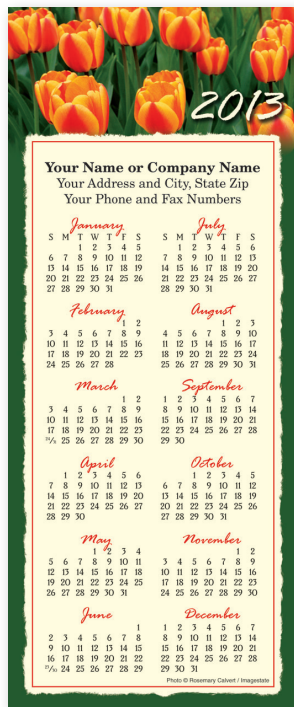 2013
Your Name or Company Name
Your Address and City, State Zip
Your Phone and Fax Numbers
January
S M T W T F S
1 2 3 4 5
6 7 8 9 10 11 12
13 14 15 16 17 18 19
20 21 22 23 24 25 26
27 28 29 30 31
February
1 2
3 4 5 6 7 8 9
10 11 12 13 14 15 16
17 18 19 20 21 22 23
24 25 26 27 28
March
1 2
3 4 5 6 7 8 9
10 11 12 13 14 15 16
17 18 19 20 21 22 23
24/31 25 26 27 28 29 30
April
1 2 3 4 5 6
7 8 9 10 11 12 13
14 15 16 17 18 19 20
21 22 23 24 25 26 27
28 29 30
May
1 2 3 4
5 6 7 8 9 10 11
12 13 14 15 16 17 18
19 20 21 22 23 24 25
26 27 28 29 30 31
June
1
2 3 4 5 6 7 8
9 10 11 12 13 14 15
16 17 18 19 20 21 22
23/30 24 25 26 27 28 29
July
S M T W T F S
1 2 3 4 5 6
7 8 9 10 11 12 13
14 15 16 17 18 19 20
21 22 23 24 25 26 27
28 29 30 31
August
1 2 3
4 5 6 7 8 9 10
11 12 13 14 15 16 17
18 19 20 21 22 23 24
25 26 27 28 29 30 31
September
1 2 3 4 5 6 7
8 9 10 11 12 13 14
15 16 17 18 19 20 21
22 23 24 25 26 27 28
29 30
October
1 2 3 4 5
6 7 8 9 10 11 12
13 14 15 16 17 18 19
20 21 22 23 24 25 26
27 28 29 30 31
November
1 2
3 4 5 6 7 8 9
10 11 12 13 14 15 16
17 18 19 20 21 22 23
24 25 26 27 28 29 30
December
1 2 3 4 5 6 7
8 9 10 11 12 13 14
15 16 17 18 19 20 21
22 23 24 25 26 27 28
29 30 31
Photo © Rosemary Calvert / Imagestate